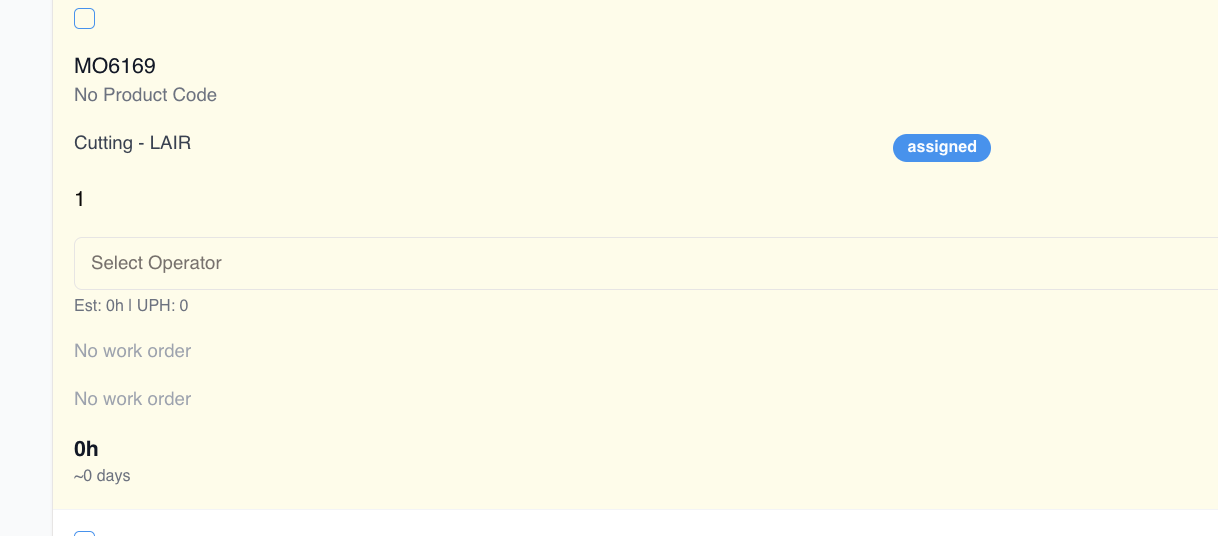 MO6169
No Product Code
Cutting - LAIR
assigned
1
Select Operator
Est: 0h | UPH: 0
No work order
No work order
0h
~0 days